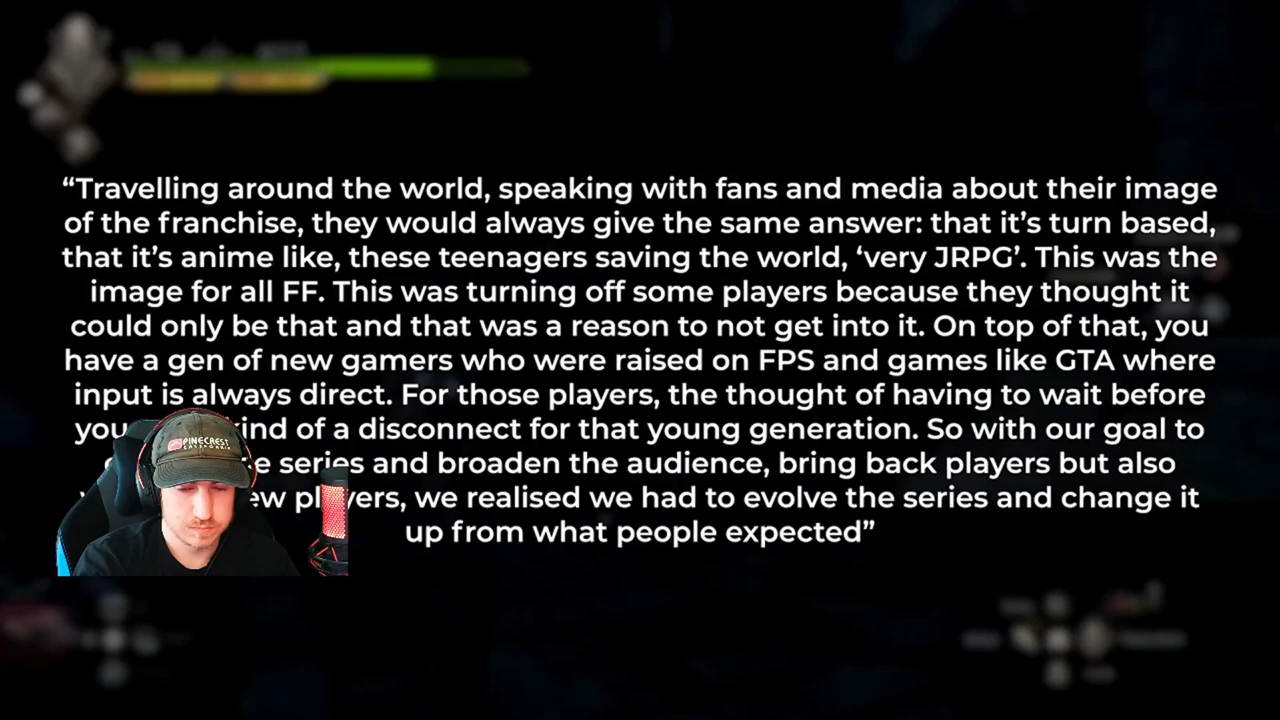 “Travelling around the world, speaking with fans and media about their image
of the franchise, they would always give the same answer: that it’s turn based,
that it’s anime like, these teenagers saving the world, ‘very JRPG’. This was the
image for all FF. This was turning off some players because they thought it
could only be that and that was a reason to not get into it. On top of that, you
have a gen of new gamers who were raised on FPS and games like GTA where
input is always direct. For those players, the thought of having to wait before
you kind of a disconnect for that young generation. So with our goal to
series and broaden the audience, bring back players but also
we realised we had to evolve the series and change it
up from what people expected”
PINECREST